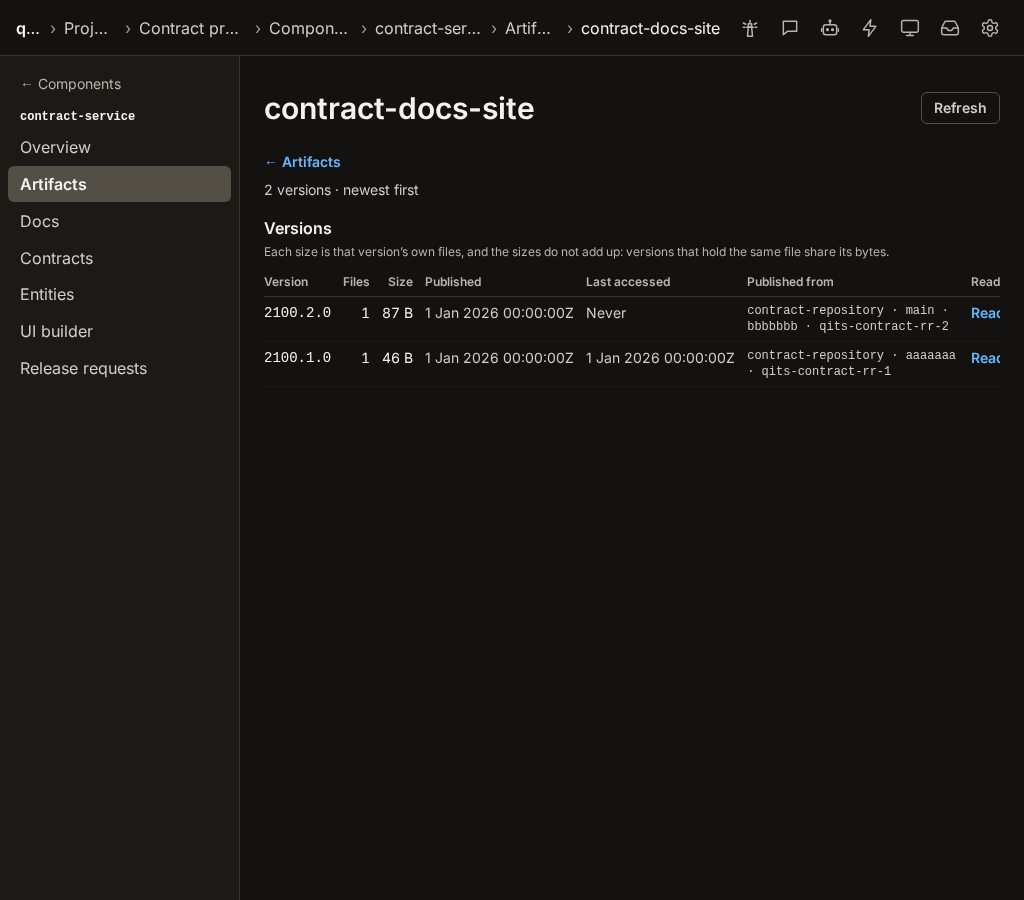 q... › Proj... › Contract pr... › Compon... › contract-ser... › Artif... › contract-docs-site
← Components
contract-service
Overview
Artifacts
Docs
Contracts
Entities
UI builder
Release requests
contract-docs-site
Refresh
← Artifacts
2 versions · newest first
Versions
Each size is that version’s own files, and the sizes do not add up: versions that hold the same file share its bytes.
Version Files Size Published Last accessed Published from Read
2100.2.0 1 87 B 1 Jan 2026 00:00:00Z Never contract-repository · main · Read
bbbbbbb · qits-contract-rr-2
2100.1.0 1 46 B 1 Jan 2026 00:00:00Z 1 Jan 2026 00:00:00Z contract-repository · aaaaaaa Read
· qits-contract-rr-1